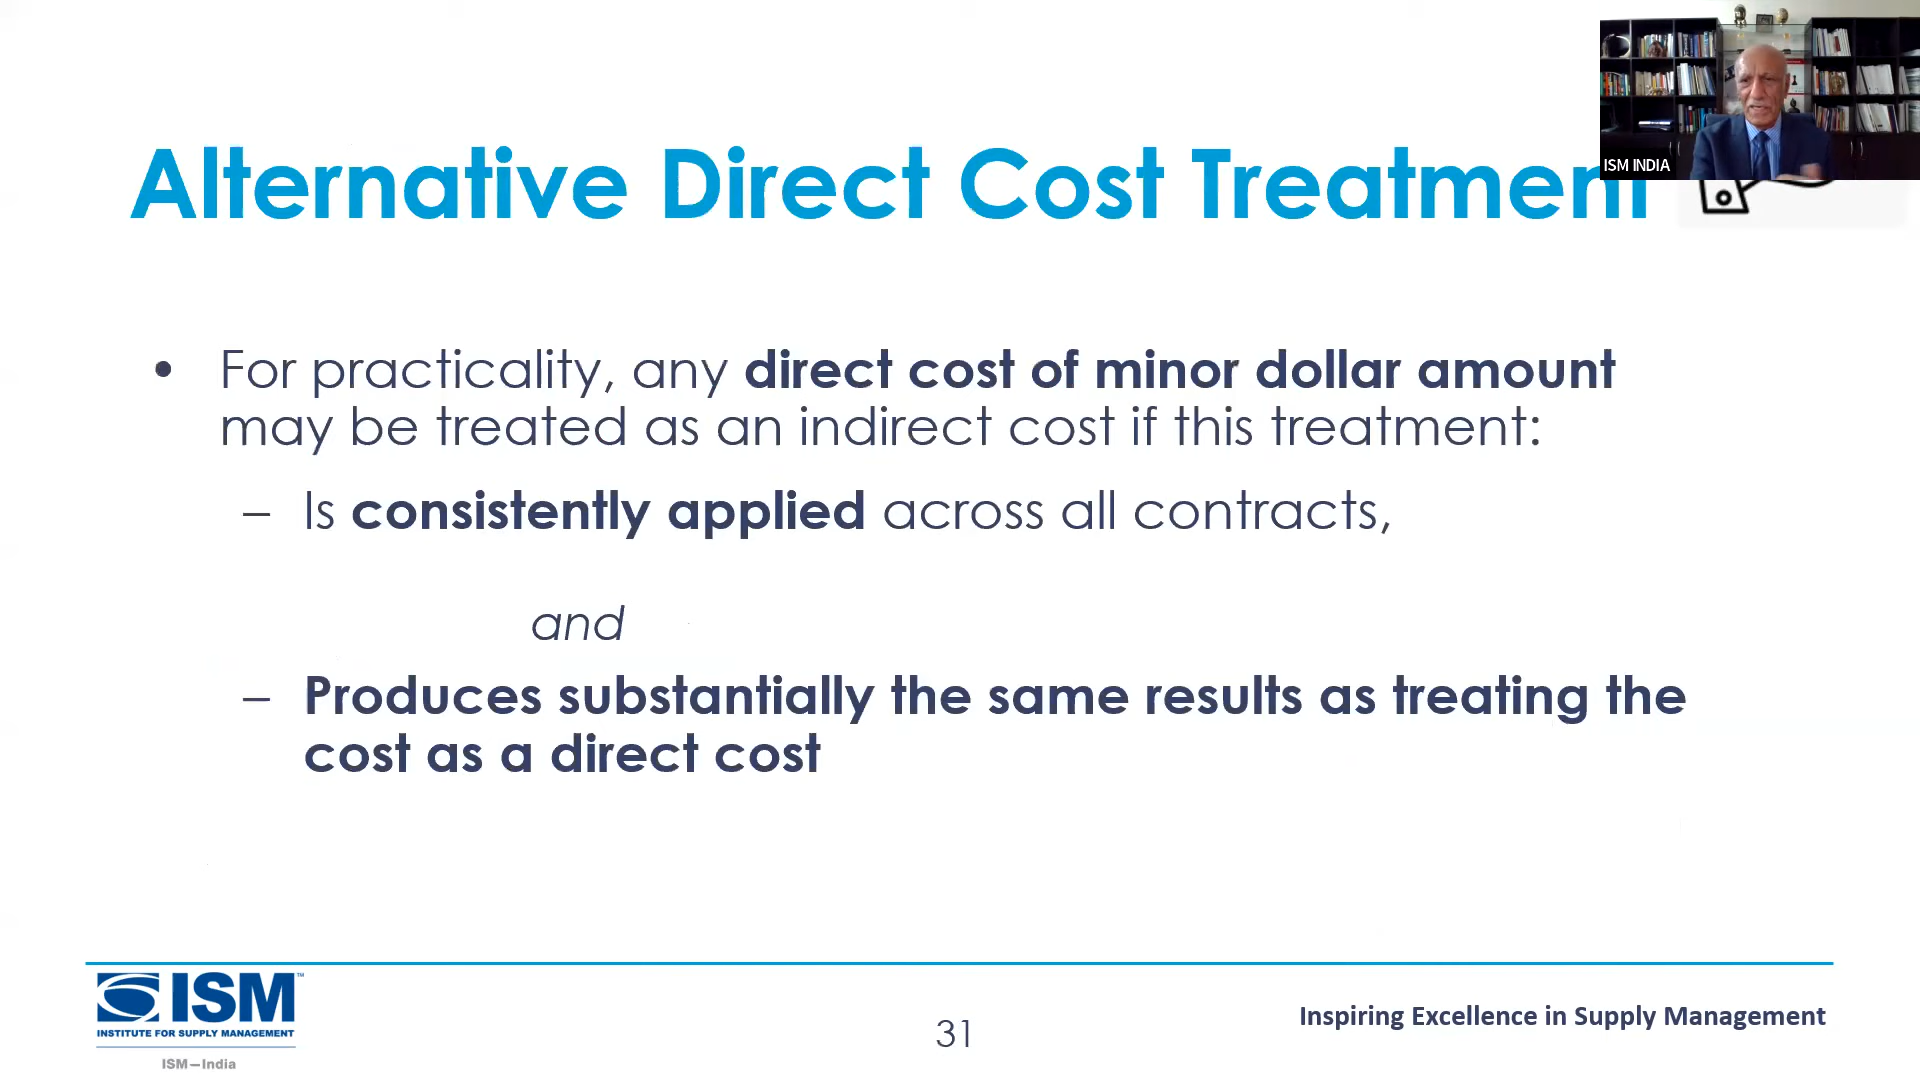 Alternative Direct Cost Treatment
ISM INDIA
• For practicality, any direct cost of minor dollar amount
may be treated as an indirect cost if this treatment:
– Is consistently applied across all contracts,
and
– Produces substantially the same results as treating the
cost as a direct cost
ISM™
INSTITUTE FOR SUPPLY MANAGEMENT
ISM—India
31
Inspiring Excellence in Supply Management